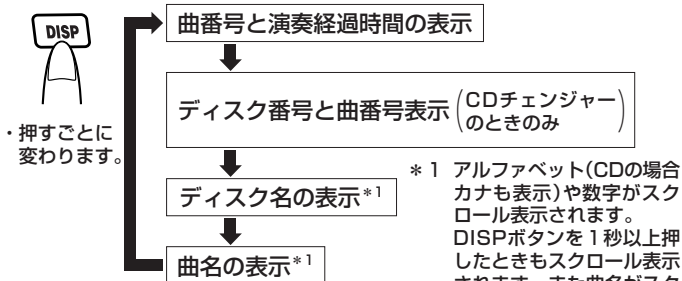 DISP
・押すごとに
変わります。
曲番号と演奏経過時間の表示
ディスク番号と曲番号表示(CDチェンジャー
のときのみ)
ディスク名の表示*1
曲名の表示*1
*1 アルファベット(CDの場合
カナも表示)や数字がスク
ロール表示されます。
DISPボタンを1秒以上押
したときもスクロール表示